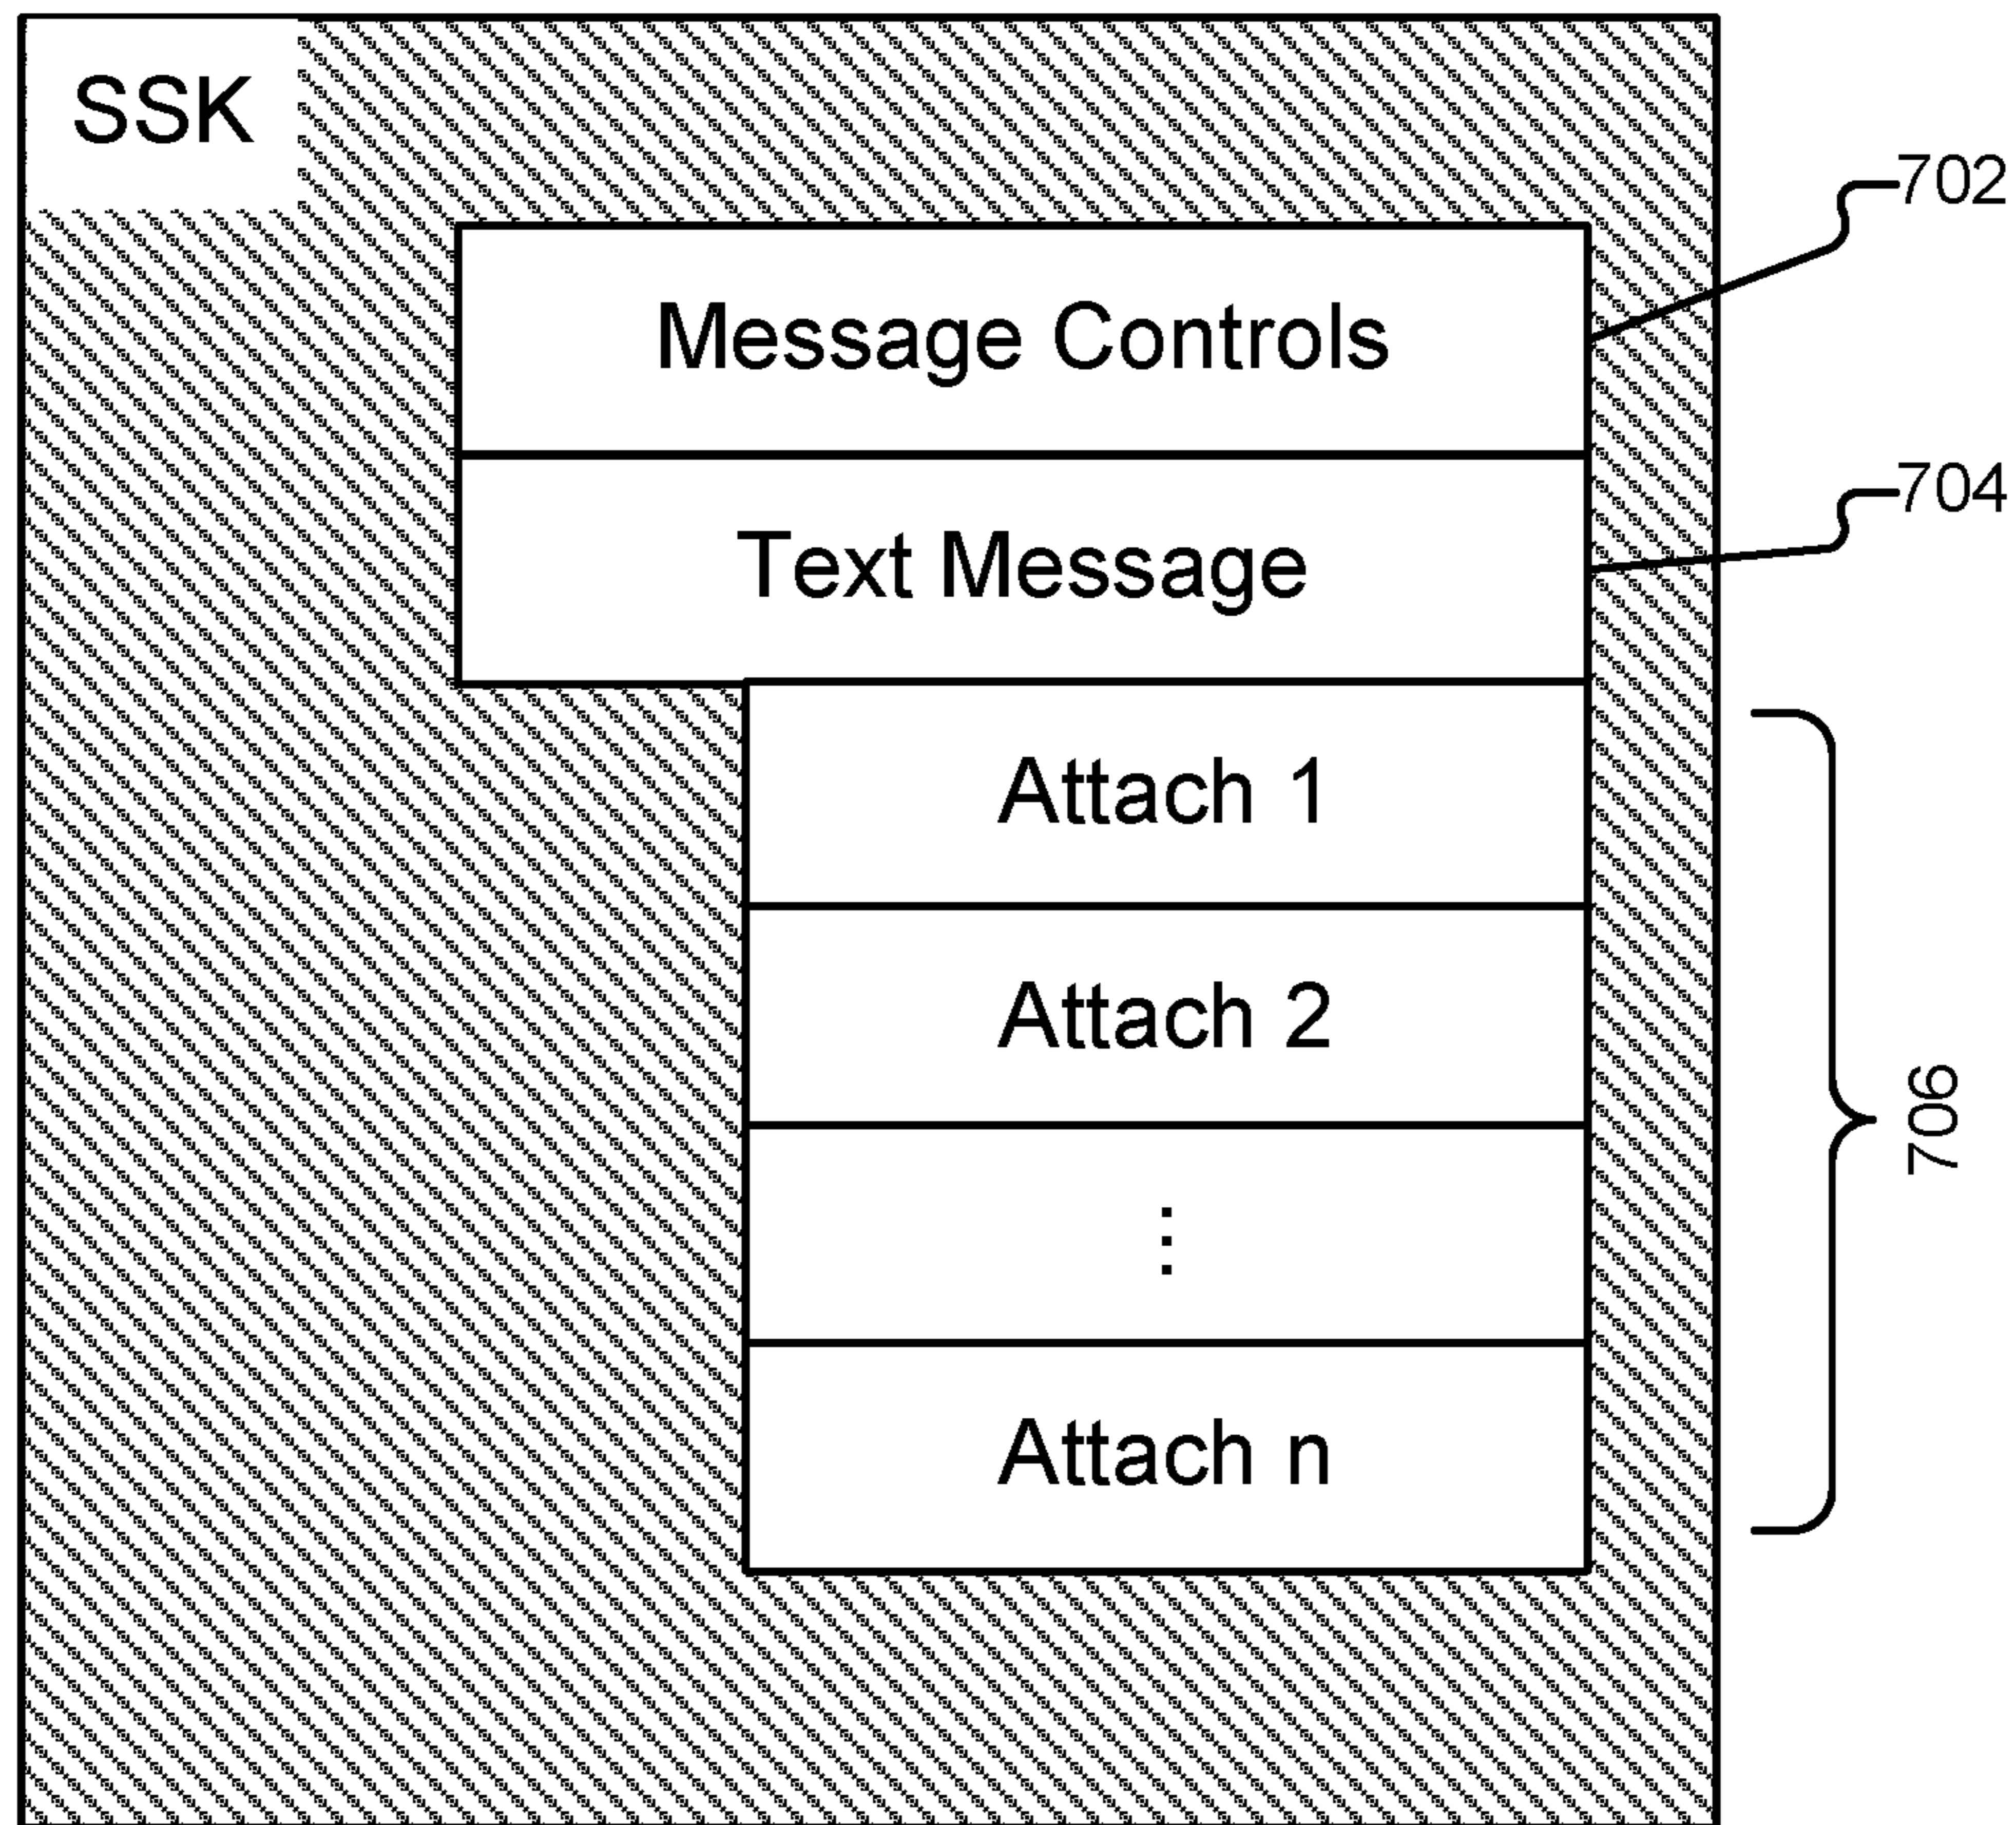 SSK
702
Message Controls
704
Text Message
Attach 1
Attach 2
⋮
Attach n
706